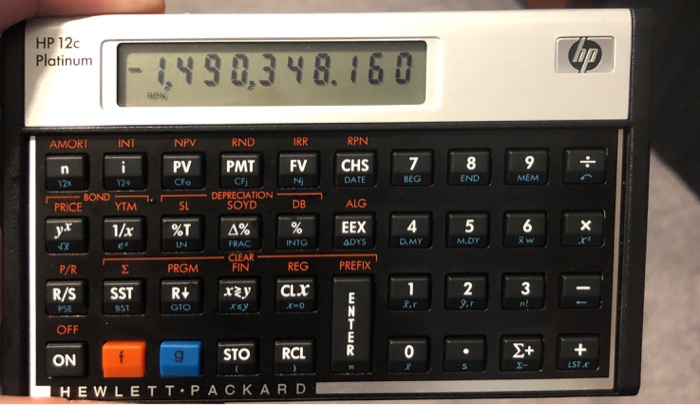 HP 12c
Platinum
-1,490,348.160
RPN
hp
AMORT INT NPV RND IRR RPN
n i PV PMT FV CHS 7 8 9 ÷
12x 12÷ CFo CFj Nj DATE BEG END MEM
BOND DEPRECIATION
PRICE YTM SL SOYD DB ALG
yx 1/x %T Δ% % EEX 4 5 6 ×
√x ex LN FRAC INTG ΔDYS D.MY M.DY x̄w x²
CLEAR
P/R Σ PRGM FIN REG PREFIX
R/S SST R↓ x≷y CLX ENTER 1 2 3 −
PSE BST GTO x≤y x=0 x̂,r ŷ,r n! ←
OFF
ON f g STO RCL 0 . Σ+ +
( ) = x̄ s Σ- LSTx
HEWLETT·PACKARD